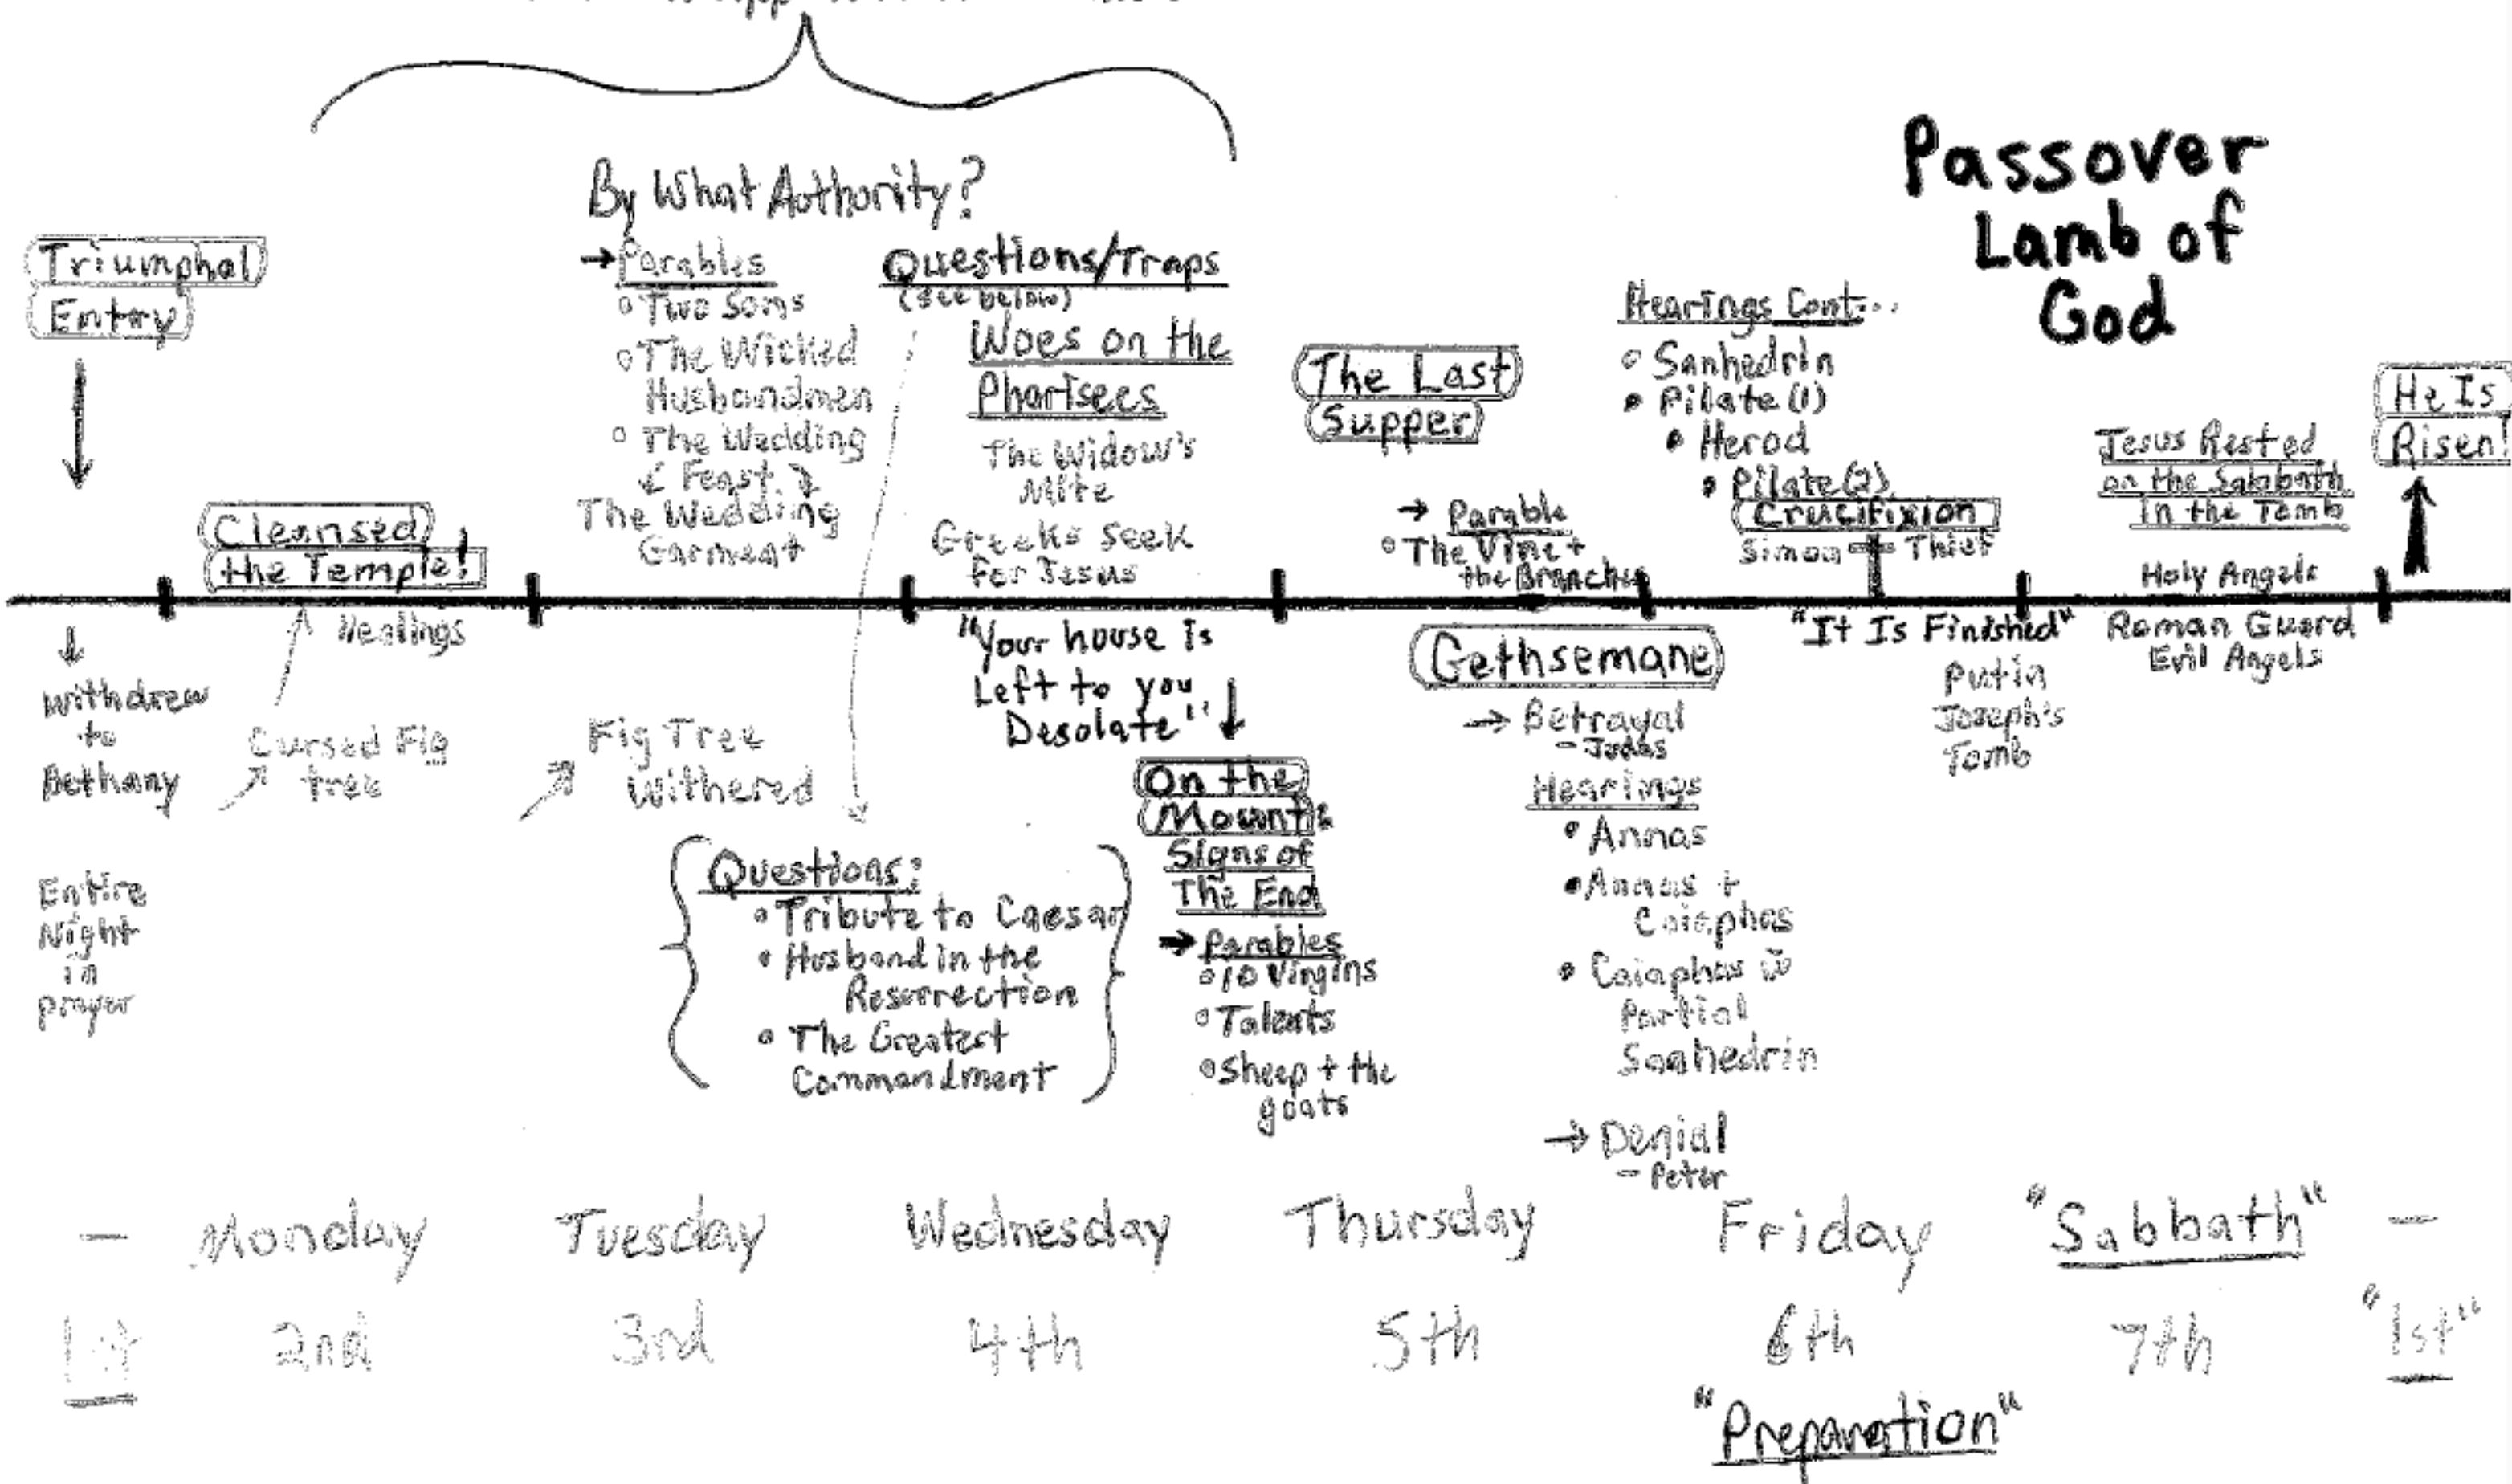 By What Authority?
Passover
Lamb of
God
Triumphal
Entry
→ Parables
◦ Two Sons
◦ The Wicked
Husbandmen
◦ The Wedding
Feast
The Wedding
Garment
Questions/Traps
(see below)
Woes on the
Pharisees
The Widow's
Mite
Greeks seek
for Jesus
The Last
Supper
→ Parable
◦ The Vine +
the Branches
Hearings Cont...
◦ Sanhedrin
• Pilate (1)
• Herod
• Pilate (2)
Crucifixion
Simon Thief
Jesus Rested
on the Sabbath
in the Tomb
Holy Angels
He Is
Risen!
Cleansed
the Temple!
Healings
Withdrew
to
Bethany
Entire
Night
in
prayer
Cursed Fig
tree
Fig Tree
Withered
"Your house is
Left to you
Desolate"
Questions:
• Tribute to Caesar
• Husband in the
Resurrection
• The Greatest
Commandment
On the
Mount:
Signs of
The End
→ Parables
◦ 10 Virgins
◦ Talents
◦ Sheep + the
goats
Gethsemane
→ Betrayal
- Judas
Hearings
• Annas
• Annas +
Caiaphas
• Caiaphas w̄
Partial
Sanhedrin
→ Denial
- Peter
"It Is Finished"
Put in
Joseph's
Tomb
Roman Guard
Evil Angels
— Monday Tuesday Wednesday Thursday Friday "Sabbath" —
1st 2nd 3rd 4th 5th 6th 7th "1st"
"Preparation"